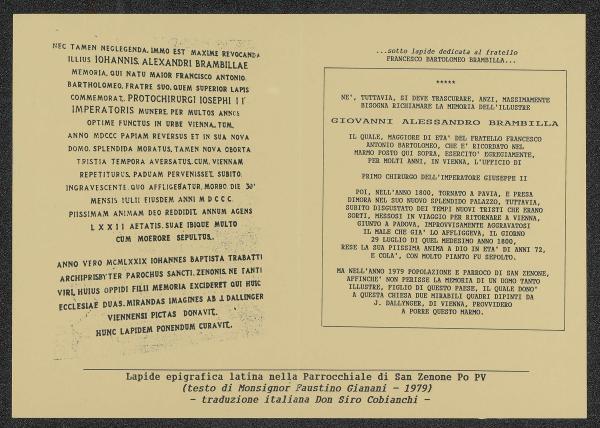 NEC TAMEN NEGLEGENDA, IMMO EST MAXIME REVOCANDA
ILLIUS IOHANNIS, ALEXANDRI BRAMBILLAE
MEMORIA, QUI NATU MAIOR FRANCISCO ANTONIO
BARTHOLOMEO, FRATRE SUO, QUEM SUPERIOR LAPIS
COMMEMORAT, PROTOCHIRURGI IOSEPHI II
IMPERATORIS MUNERE PER MULTOS ANNOS
OPTIME FUNCTUS IN URBE VIENNA, TUM,
ANNO MDCCC PAPIAM REVERSUS ET IN SUA NOVA
DOMO, SPLENDIDA MORATUS, TAMEN NOVA OBORTA
TRISTIA TEMPORA AVERSATUS, CUM, VIENNAM
REPETITURUS, PADUAM PERVENISSET, SUBITO,
INGRAVESCENTE, QUO AFFLIGEBATUR, MORBO, DIE 30°
MENSIS IULII EIUSDEM ANNI MDCCC,
PIISSIMAM ANIMAM DEO REDDIDIT, ANNUM AGENS
LXXII AETATIS, SUAE IBIQUE MULTO
CUM MOERORE SEPULTUS.
ANNO VERO MCMLXXIX IOHANNES BAPTISTA TRABATTI
ARCHIPRISBYTER PAROCHUS SANCTI, ZENONIS, NE TANTI
VIRI, HUIUS OPPIDI FILII MEMORIA EXCIDERET QUI HUIC
ECCLESIAE DUAS, MIRANDAS IMAGINES AB J. DALLINGER
VIENNENSI PICTAS DONAVIT,
HUNC LAPIDEM PONENDUM CURAVIT.
...sotto lapide dedicata al fratello
FRANCESCO BARTOLOMEO BRAMBILLA...
*****
NE', TUTTAVIA, SI DEVE TRASCURARE, ANZI, MASSIMAMENTE
BISOGNA RICHIAMARE LA MEMORIA DELL'ILLUSTRE
GIOVANNI ALESSANDRO BRAMBILLA
IL QUALE, MAGGIORE DI ETA' DEL FRATELLO FRANCESCO
ANTONIO BARTOLOMEO, CHE E' RICORDATO NEL
MARMO POSTO QUI SOPRA, ESERCITO' EGREGIAMENTE,
PER MOLTI ANNI, IN VIENNA, L'UFFICIO DI
PRIMO CHIRURGO DELL'IMPERATORE GIUSEPPE II
POI, NELL'ANNO 1800, TORNATO A PAVIA, E PRESA
DIMORA NEL SUO NUOVO SPLENDIDO PALAZZO, TUTTAVIA,
SUBITO DISGUSTATO DEI TEMPI NUOVI TRISTI CHE ERANO
SORTI, MESSOSI IN VIAGGIO PER RITORNARE A VIENNA,
GIUNTO A PADOVA, IMPROVVISAMENTE AGGRAVATOSI
IL MALE CHE GIA' LO AFFLIGGEVA, IL GIORNO
29 LUGLIO DI QUEL MEDESIMO ANNO 1800,
RESE LA SUA PIISSIMA ANIMA A DIO IN ETA' DI ANNI 72,
E COLA', CON MOLTO PIANTO FU SEPOLTO.
MA NELL'ANNO 1979 POPOLAZIONE E PARROCO DI SAN ZENONE,
AFFINCHE' NON PERISSE LA MEMORIA DI UN UOMO TANTO
ILLUSTRE, FIGLIO DI QUESTO PAESE, IL QUALE DONO'
A QUESTA CHIESA DUE MIRABILI QUADRI DIPINTI DA
J. DALLYNGER, DI VIENNA, PROVVIDERO
A PORRE QUESTO MARMO.
Lapide epigrafica latina nella Parrocchiale di San Zenone Po PV
(testo di Monsignor Faustino Gianani - 1979)
- traduzione italiana Don Siro Cobianchi -